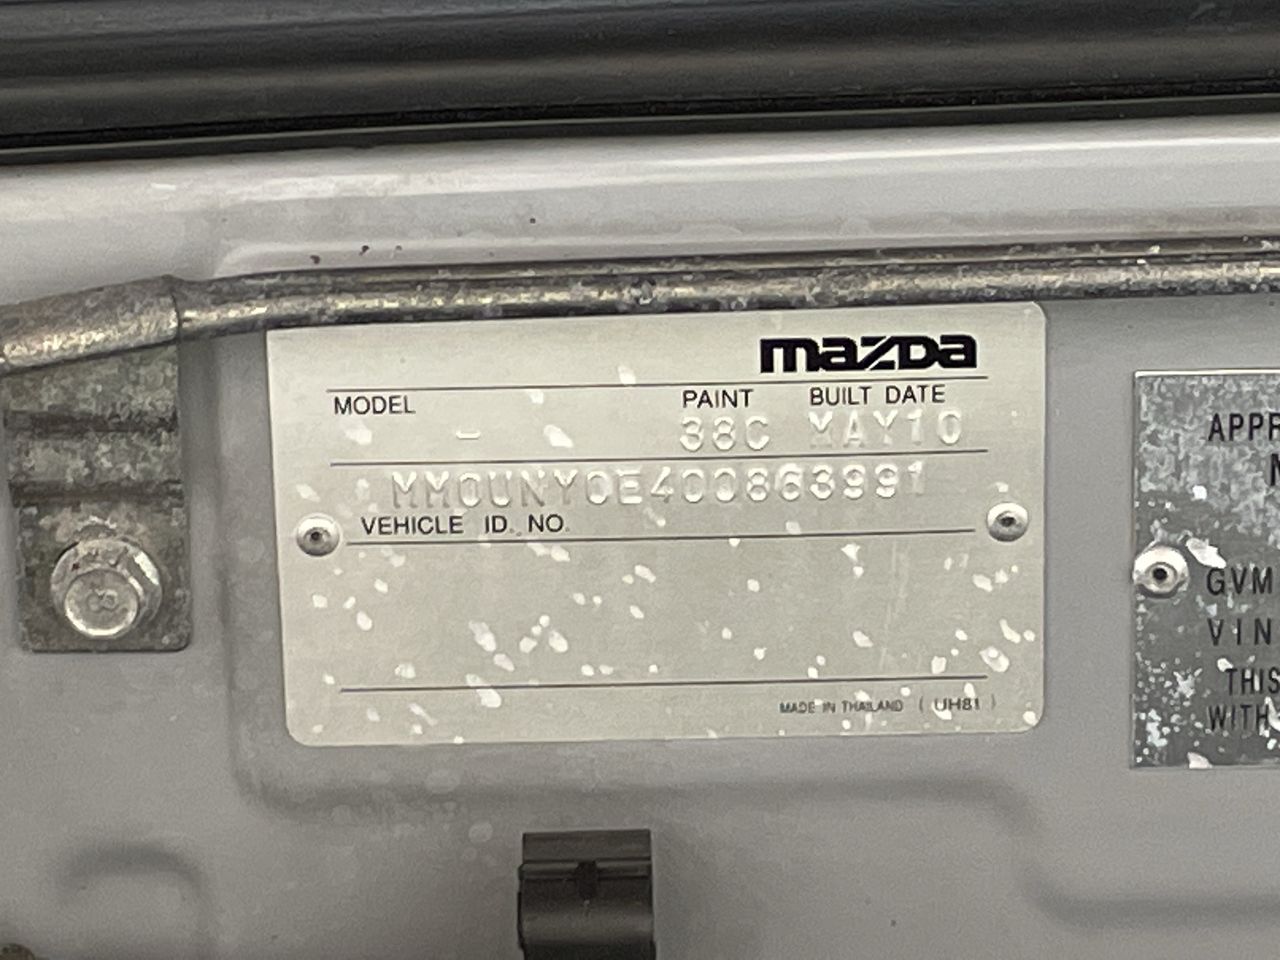 mazda
MODEL PAINT BUILT DATE
- 38C MAY10
MM0UNY0E400863991
VEHICLE ID. NO.
MADE IN THAILAND ( UH81 )
8
APPR
GVM
VIN
THIS
WITH